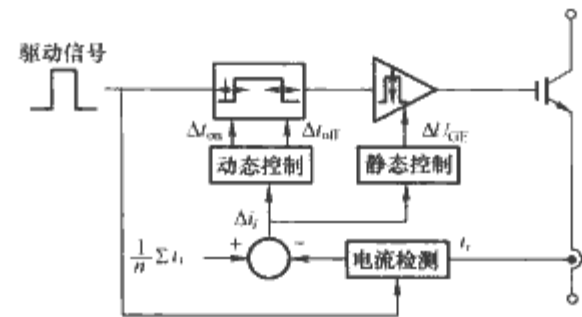 驱动信号
Δt_on
Δt_off
ΔU_GE
动态控制
静态控制
Δi_i
+
−
1/n Σ i_i
电流检测
i_i